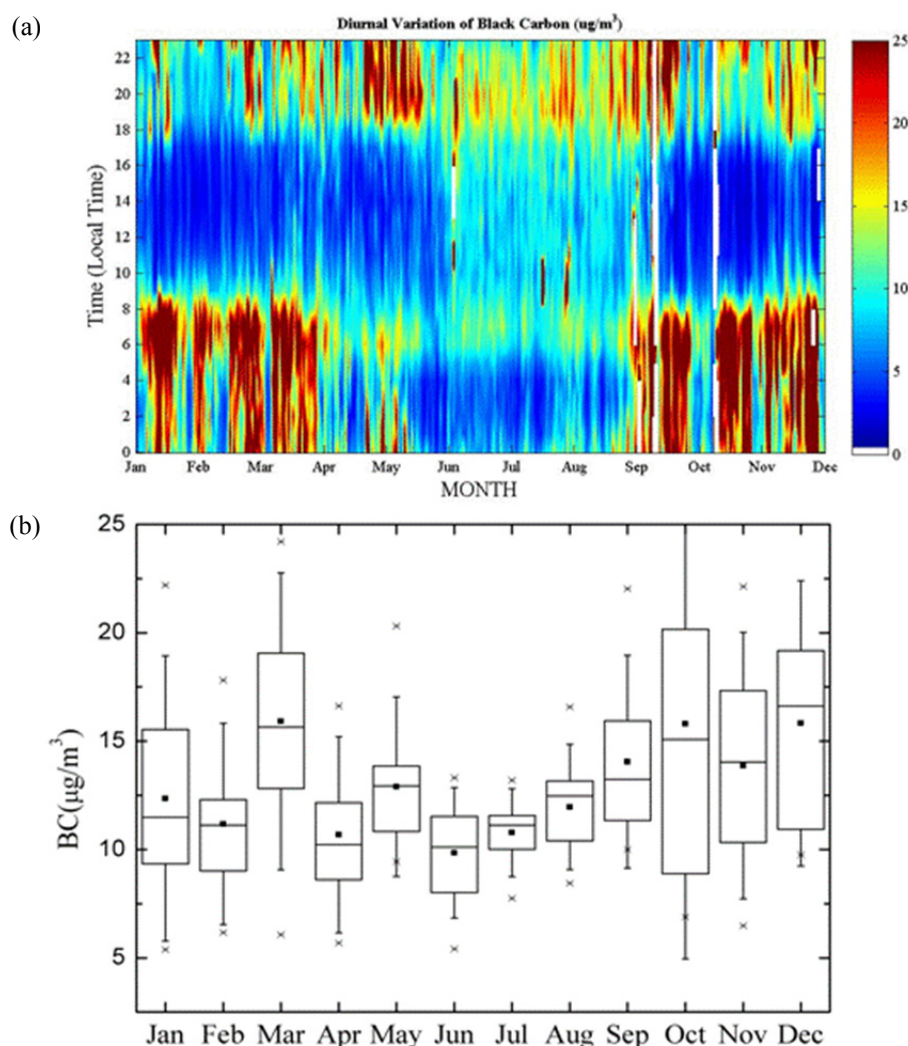 (a)
Diurnal Variation of Black Carbon (ug/m³)
Time (Local Time)
22
20
18
16
14
12
10
8
6
4
2
0
Jan Feb Mar Apr May Jun Jul Aug Sep Oct Nov Dec
MONTH
25
20
15
10
5
0
(b)
BC(μg/m³)
25
20
15
10
5
Jan Feb Mar Apr May Jun Jul Aug Sep Oct Nov Dec